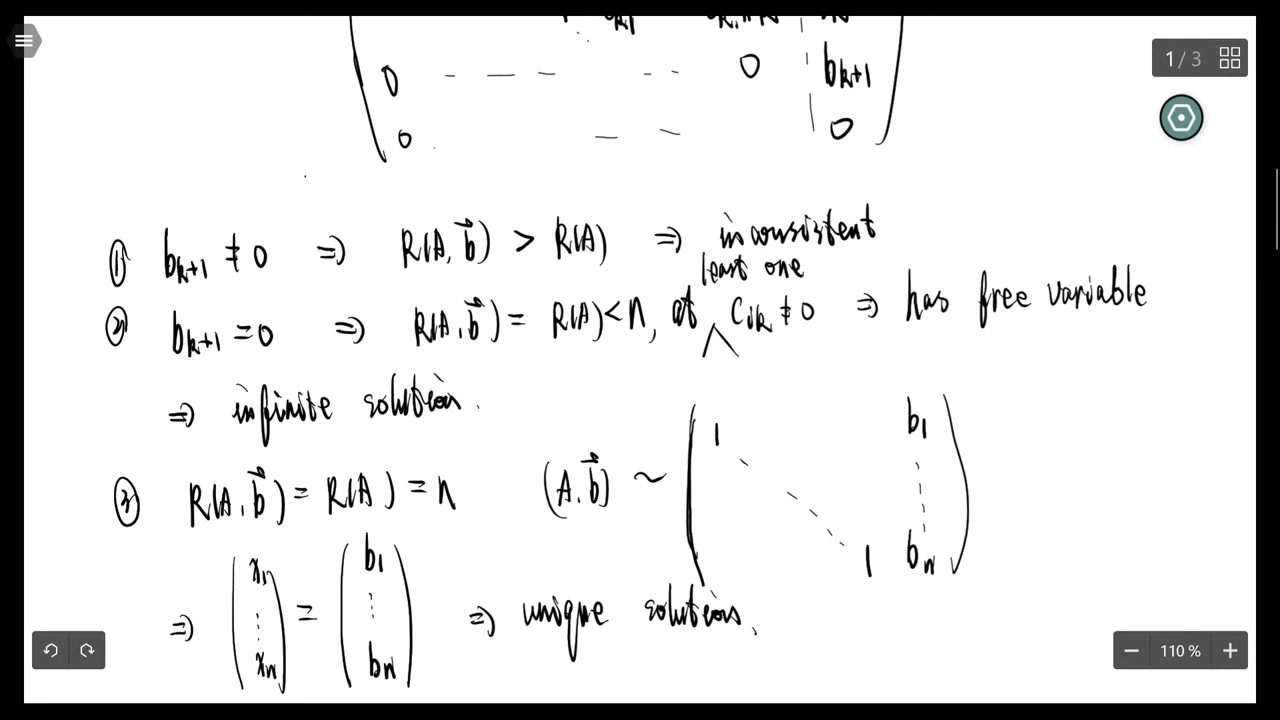 1 / 3
0 0 b_{k+1}
0 0
① b_{k+1} ≠ 0 ⇒ R(A, b⃗) > R(A) ⇒ inconsistent
least one
② b_{k+1} = 0 ⇒ R(A, b⃗) = R(A) < n, at ∧ C_{ik} ≠ 0 ⇒ has free variable
⇒ infinite solution.
③ R(A, b⃗) = R(A) = n (A, b⃗) ~ ( 1 ⋱ 1 b_1 ⋮ b_n )
⇒ ( x_1 ⋮ x_n ) = ( b_1 ⋮ b_n ) ⇒ unique solution.
110 %